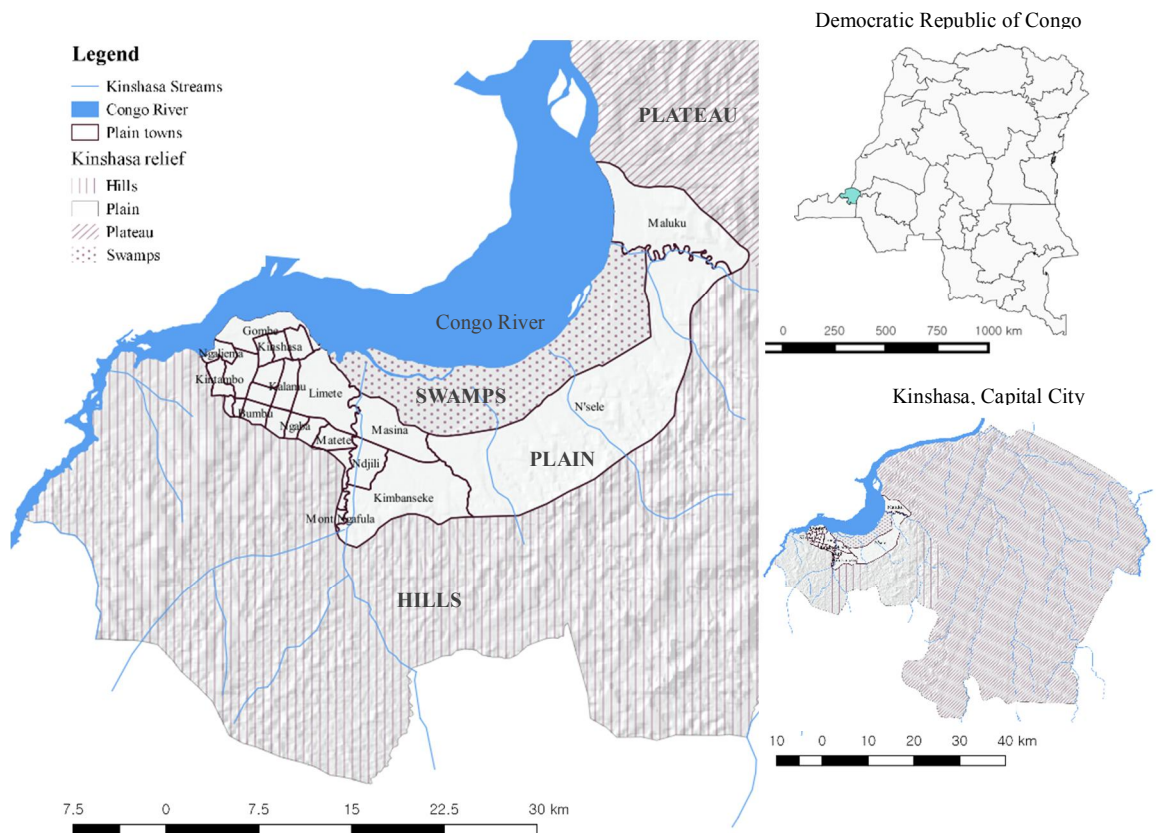 Legend
Kinshasa Streams
Congo River
Plain towns
Kinshasa relief
Hills
Plain
Plateau
Swamps
PLATEAU
Maluku
Congo River
Gombe
Kinshasa
Ngaliema
Kintambo
Kalamu
Limete
SWAMPS
N'sele
Bumbu
Ngaba
Masina
Matete
PLAIN
Ndjili
Kimbanseke
Mont Ngafula
HILLS
7.5 0 7.5 15 22.5 30 km
Democratic Republic of Congo
0 250 500 750 1000 km
Kinshasa, Capital City
10 0 10 20 30 40 km